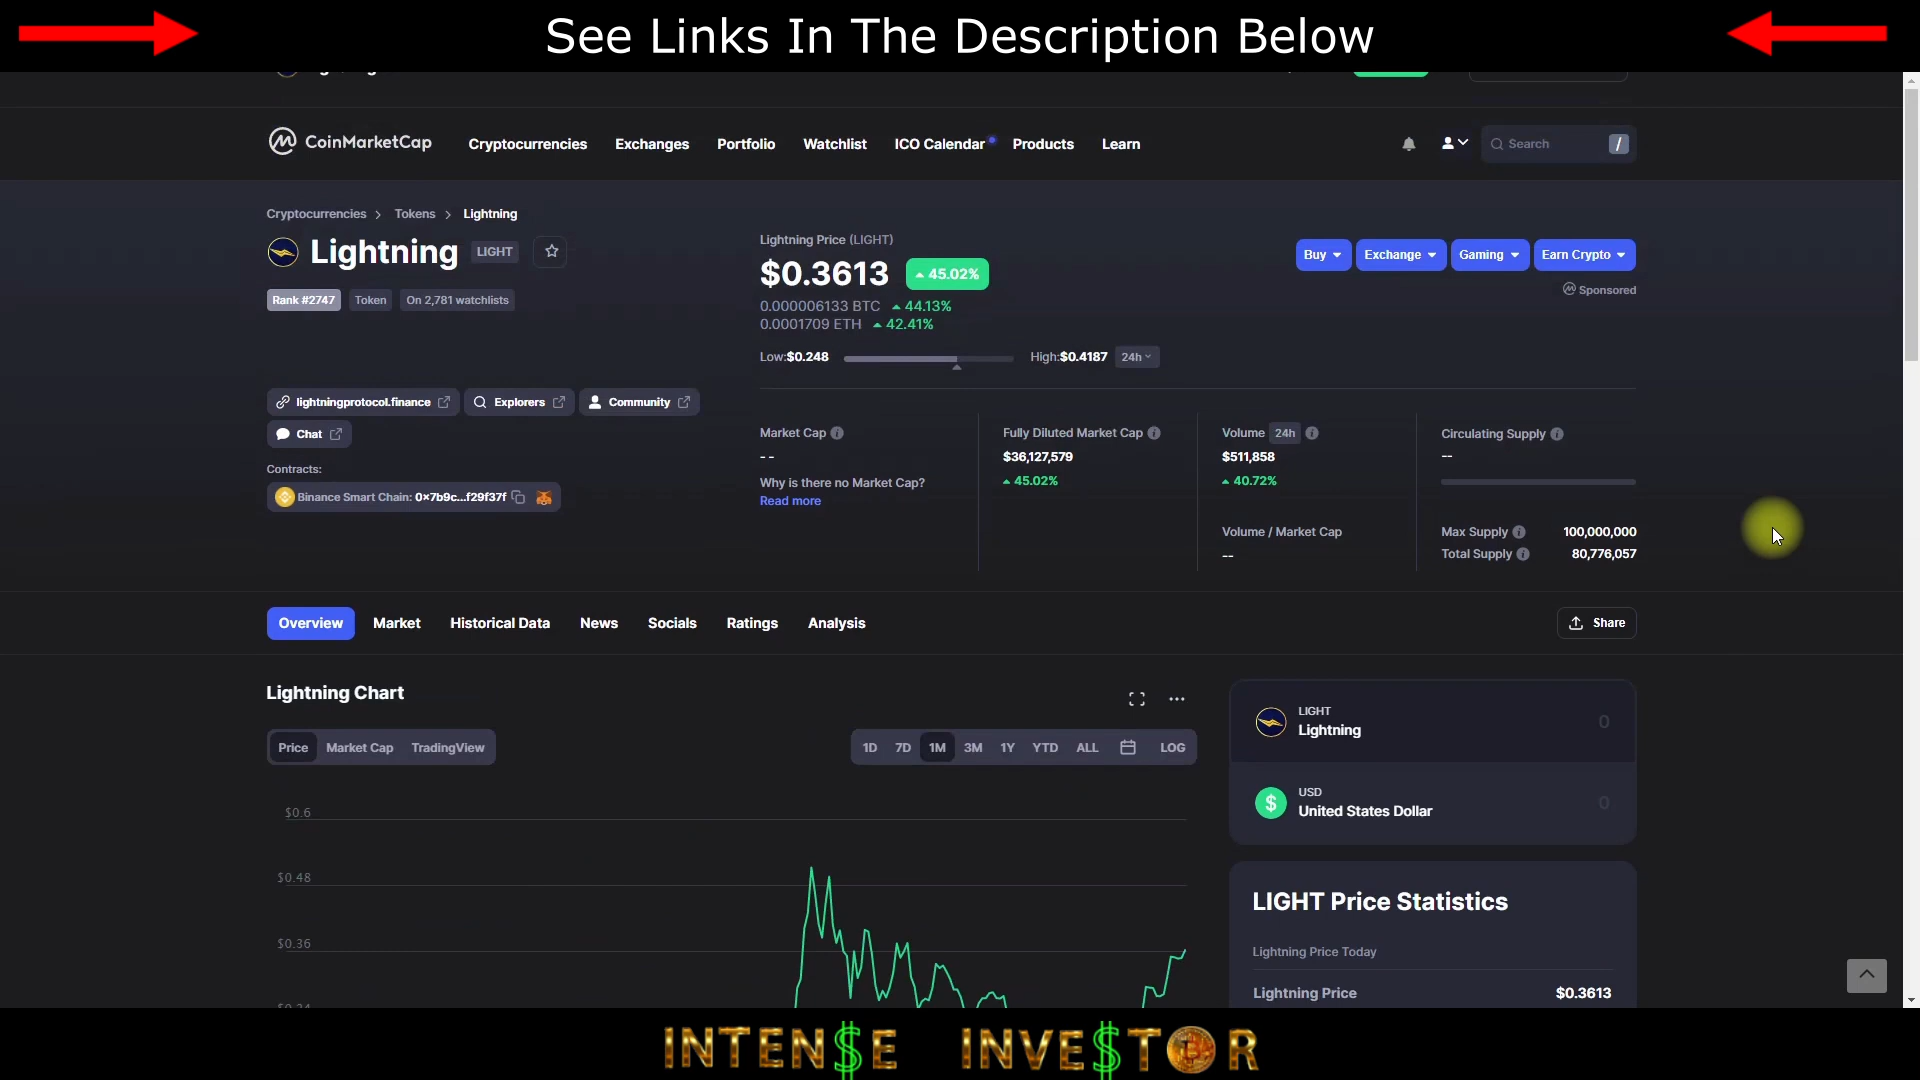 See Links In The Description Below
CoinMarketCap
Cryptocurrencies Exchanges Portfolio Watchlist ICO Calendar Products Learn
Search /
Cryptocurrencies > Tokens > Lightning
Lightning LIGHT
Rank #2747 Token On 2,781 watchlists
lightningprotocol.finance Explorers Community
Chat
Contracts:
Binance Smart Chain: 0x7b9c...f29f37f
Lightning Price (LIGHT)
$0.3613 45.02%
0.000006133 BTC 44.13%
0.0001709 ETH 42.41%
Low:$0.248 High:$0.4187 24h
Buy Exchange Gaming Earn Crypto
Sponsored
Market Cap
- -
Why is there no Market Cap?
Read more
Fully Diluted Market Cap
$36,127,579
45.02%
Volume 24h
$511,858
40.72%
Volume / Market Cap
--
Circulating Supply
--
Max Supply 100,000,000
Total Supply 80,776,057
Overview Market Historical Data News Socials Ratings Analysis
Share
Lightning Chart
Price Market Cap TradingView
1D 7D 1M 3M 1Y YTD ALL LOG
$0.6
$0.48
$0.36
LIGHT
Lightning 0
USD
United States Dollar 0
LIGHT Price Statistics
Lightning Price Today
Lightning Price $0.3613
INTEN$E INVE$TOR